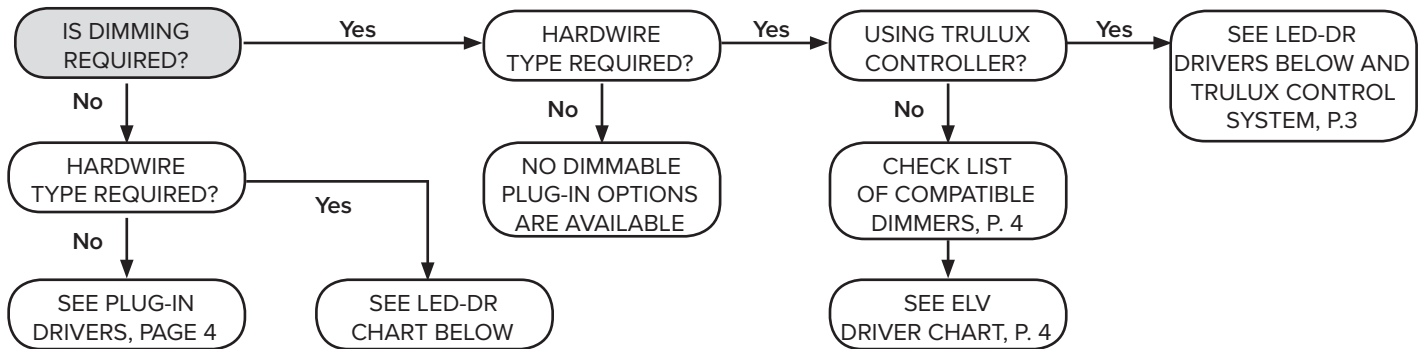 IS DIMMING
REQUIRED?
Yes
HARDWIRE
TYPE REQUIRED?
Yes
USING TRULUX
CONTROLLER?
Yes
SEE LED-DR
DRIVERS BELOW AND
TRULUX CONTROL
SYSTEM, P.3
No
No
No
HARDWIRE
TYPE REQUIRED?
Yes
NO DIMMABLE
PLUG-IN OPTIONS
ARE AVAILABLE
CHECK LIST
OF COMPATIBLE
DIMMERS, P. 4
No
SEE PLUG-IN
DRIVERS, PAGE 4
SEE LED-DR
CHART BELOW
SEE ELV
DRIVER CHART, P. 4